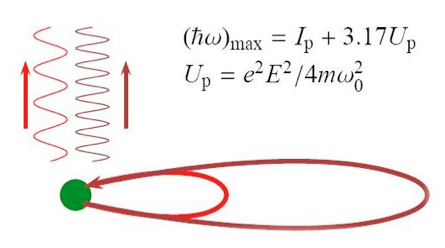 (ħω)max = Ip + 3.17Up
Up = e²E²/4mω₀²